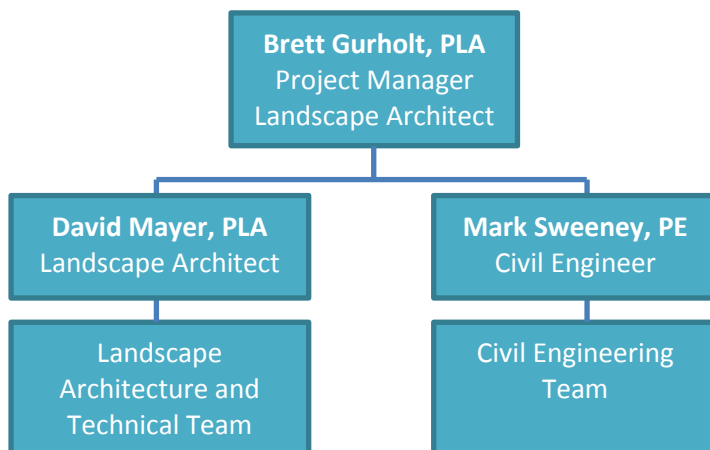 Brett Gurholt, PLA
Project Manager
Landscape Architect
David Mayer, PLA
Landscape Architect
Mark Sweeney, PE
Civil Engineer
Landscape
Architecture and
Technical Team
Civil Engineering
Team